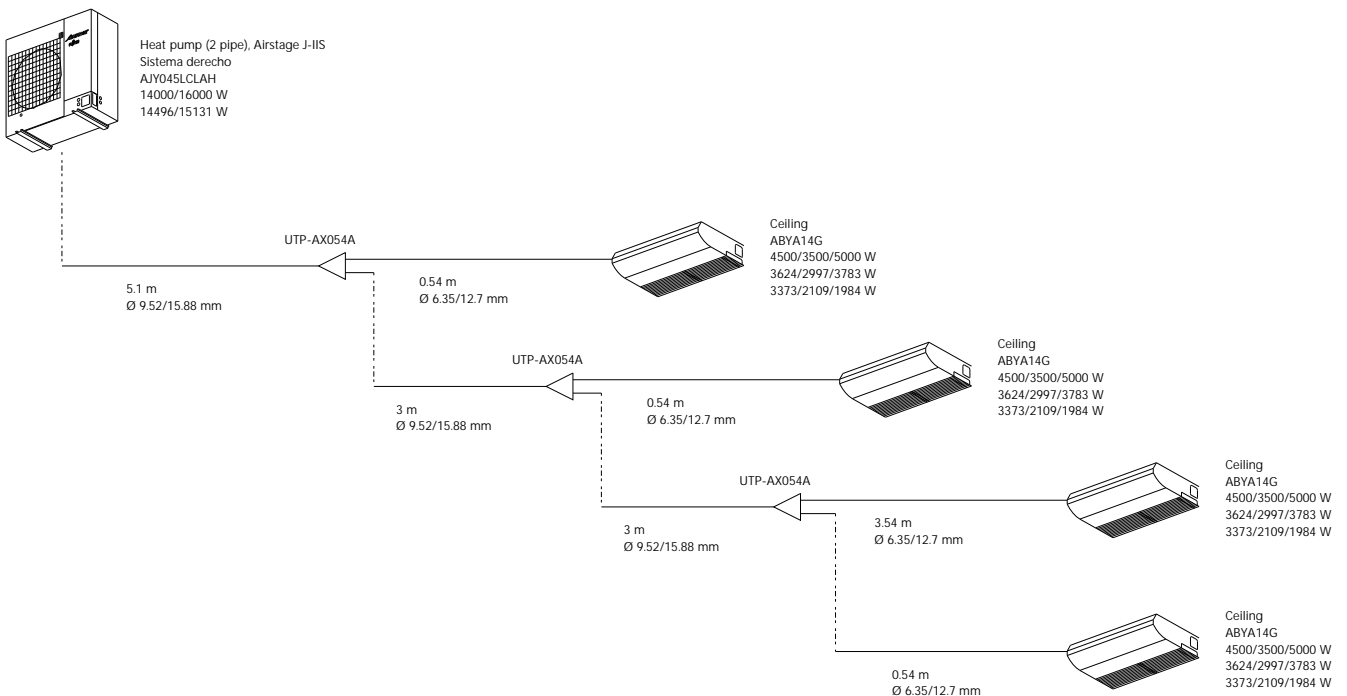 Heat pump (2 pipe), Airstage J-IIS
Sistema derecho
AJY045LCLAH
14000/16000 W
14496/15131 W
UTP-AX054A
5.1 m
Ø 9.52/15.88 mm
0.54 m
Ø 6.35/12.7 mm
Ceiling
ABYA14G
4500/3500/5000 W
3624/2997/3783 W
3373/2109/1984 W
UTP-AX054A
3 m
Ø 9.52/15.88 mm
0.54 m
Ø 6.35/12.7 mm
Ceiling
ABYA14G
4500/3500/5000 W
3624/2997/3783 W
3373/2109/1984 W
UTP-AX054A
3 m
Ø 9.52/15.88 mm
3.54 m
Ø 6.35/12.7 mm
Ceiling
ABYA14G
4500/3500/5000 W
3624/2997/3783 W
3373/2109/1984 W
0.54 m
Ø 6.35/12.7 mm
Ceiling
ABYA14G
4500/3500/5000 W
3624/2997/3783 W
3373/2109/1984 W